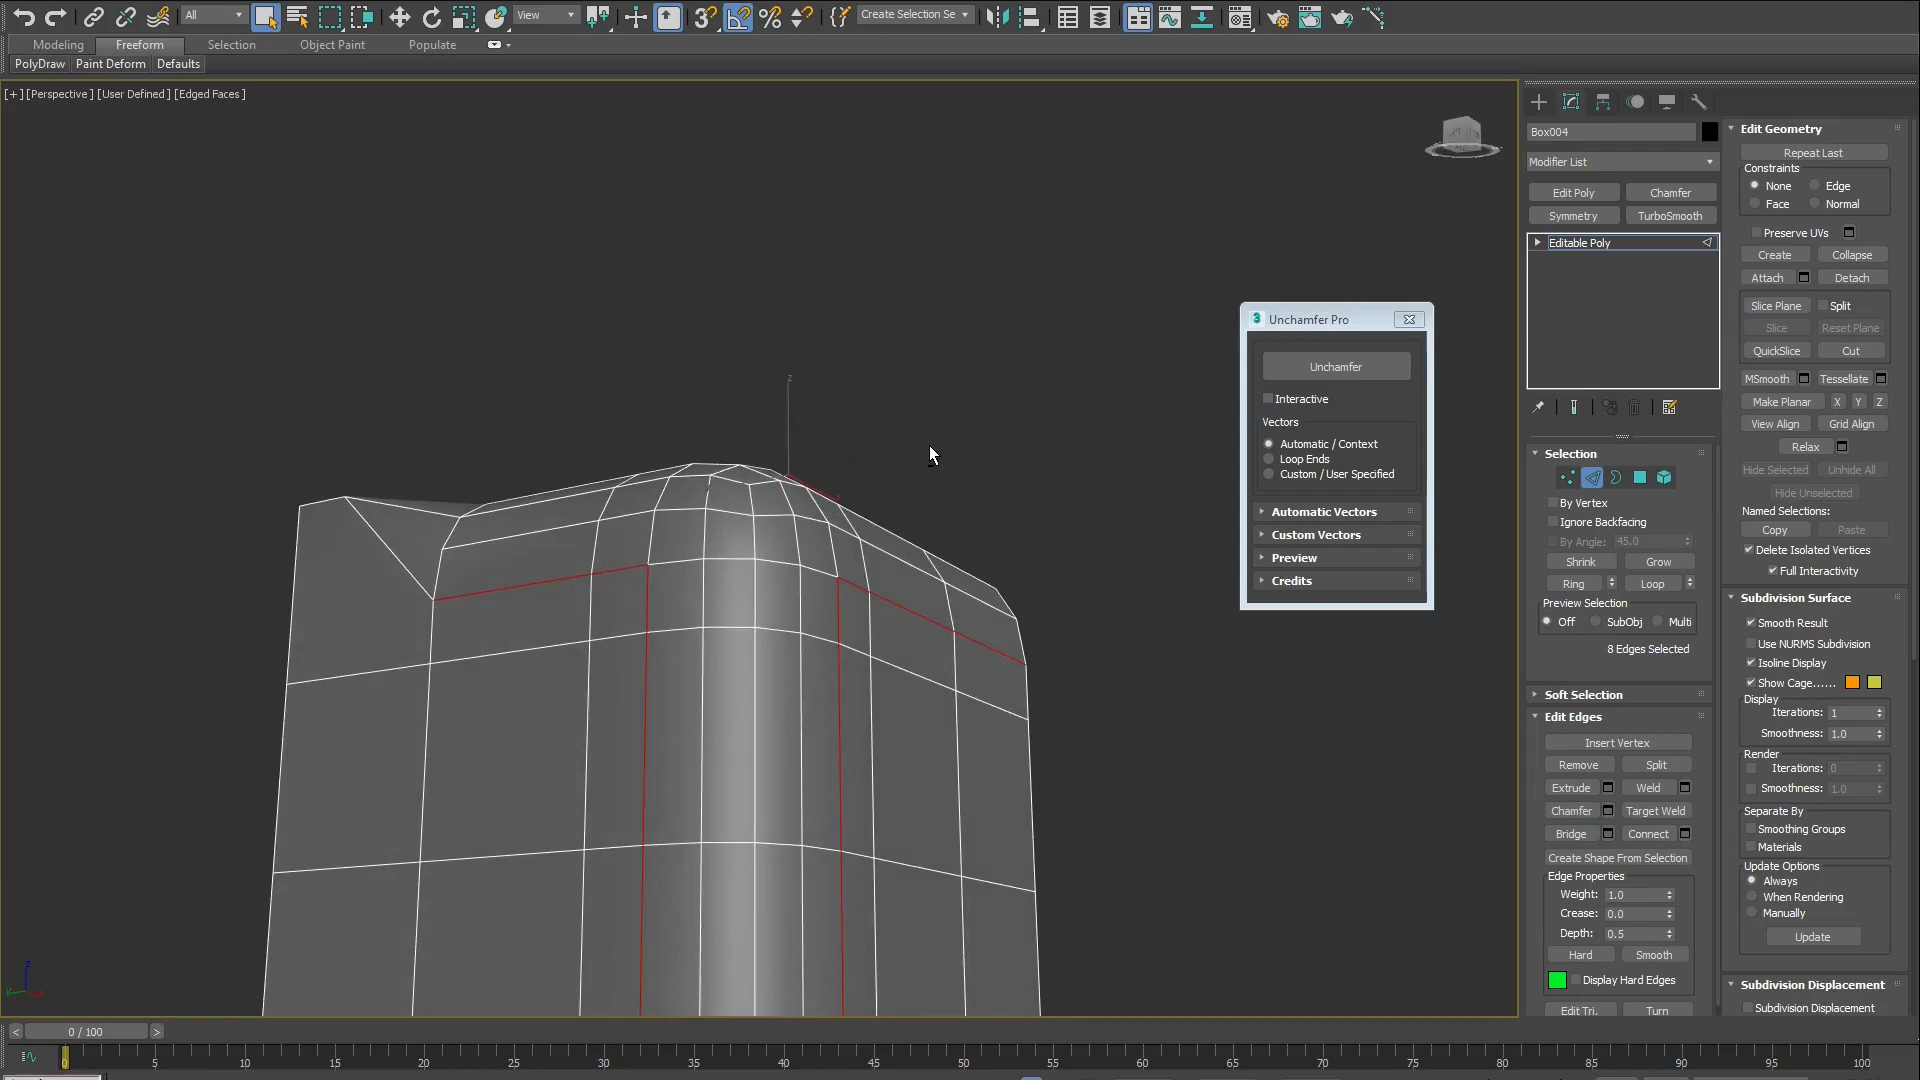 All
View
Create Selection Se
Modeling
Freeform
Selection
Object Paint
Populate
PolyDraw
Paint Deform
Defaults
[+] [Perspective ] [User Defined ] [Edged Faces ]
z
Unchamfer Pro
Unchamfer
Interactive
Vectors
Automatic / Context
Loop Ends
Custom / User Specified
Automatic Vectors
Custom Vectors
Preview
Credits
Box004
Modifier List
Edit Poly
Chamfer
Symmetry
TurboSmooth
Editable Poly
Selection
By Vertex
Ignore Backfacing
By Angle: 45.0
Shrink
Grow
Ring
Loop
Preview Selection
Off
SubObj
Multi
8 Edges Selected
Soft Selection
Edit Edges
Insert Vertex
Remove
Split
Extrude
Weld
Chamfer
Target Weld
Bridge
Connect
Create Shape From Selection
Edge Properties
Weight: 1.0
Crease: 0.0
Depth: 0.5
Hard
Smooth
Display Hard Edges
Edit Tri.
Turn
Edit Geometry
Repeat Last
Constraints
None
Edge
Face
Normal
Preserve UVs
Create
Collapse
Attach
Detach
Slice Plane
Split
Slice
Reset Plane
QuickSlice
Cut
MSmooth
Tessellate
Make Planar
X
Y
Z
View Align
Grid Align
Relax
Hide Selected
Unhide All
Hide Unselected
Named Selections:
Copy
Paste
Delete Isolated Vertices
Full Interactivity
Subdivision Surface
Smooth Result
Use NURMS Subdivision
Isoline Display
Show Cage......
Display
Iterations: 1
Smoothness: 1.0
Render
Iterations: 0
Smoothness: 1.0
Separate By
Smoothing Groups
Materials
Update Options
Always
When Rendering
Manually
Update
Subdivision Displacement
Subdivision Displacement
< 0 / 100 >
0 5 10 15 20 25 30 35 40 45 50 55 60 65 70 75 80 85 90 95 100